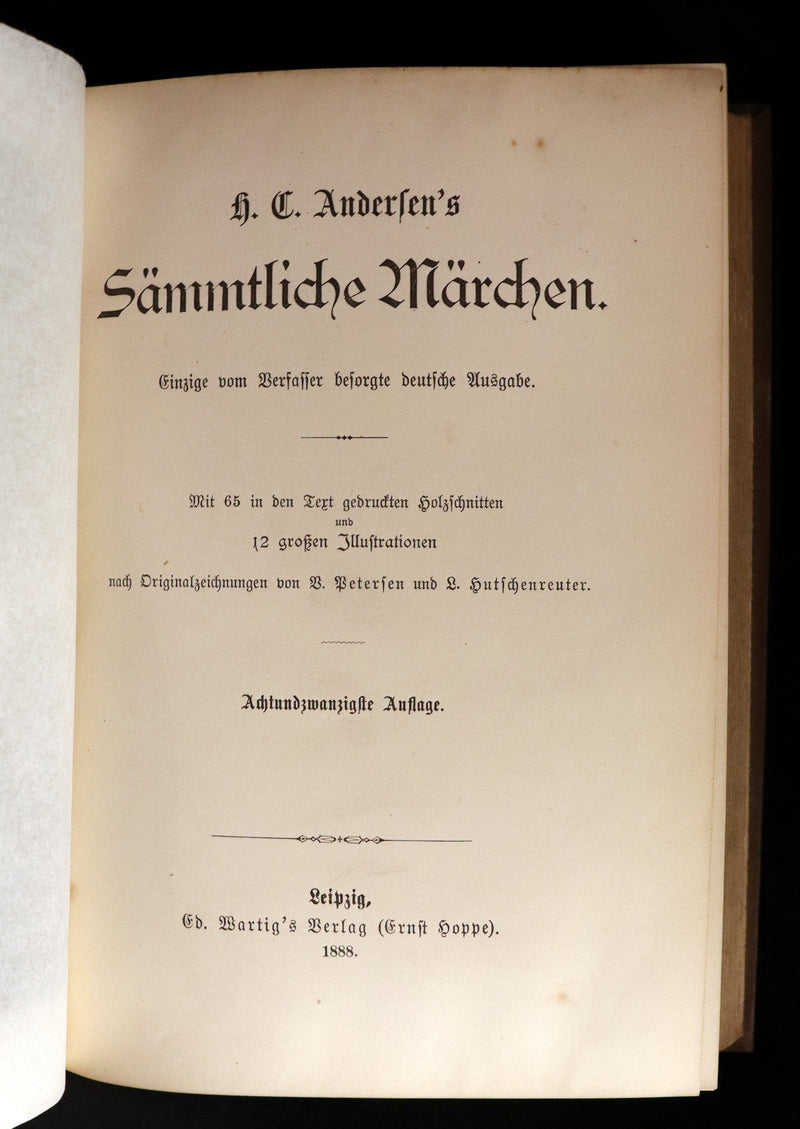 H. C. Andersen's
Sämmtliche Märchen.
Einzige vom Verfasser besorgte deutsche Ausgabe.
Mit 65 in den Text gedruckten Holzschnitten
und
12 großen Illustrationen
nach Originalzeichnungen von V. Petersen und L. Hutschenreuter.
Achtundzwanzigste Auflage.
Leipzig,
Ed. Wartig's Verlag (Ernst Hoppe).
1888.